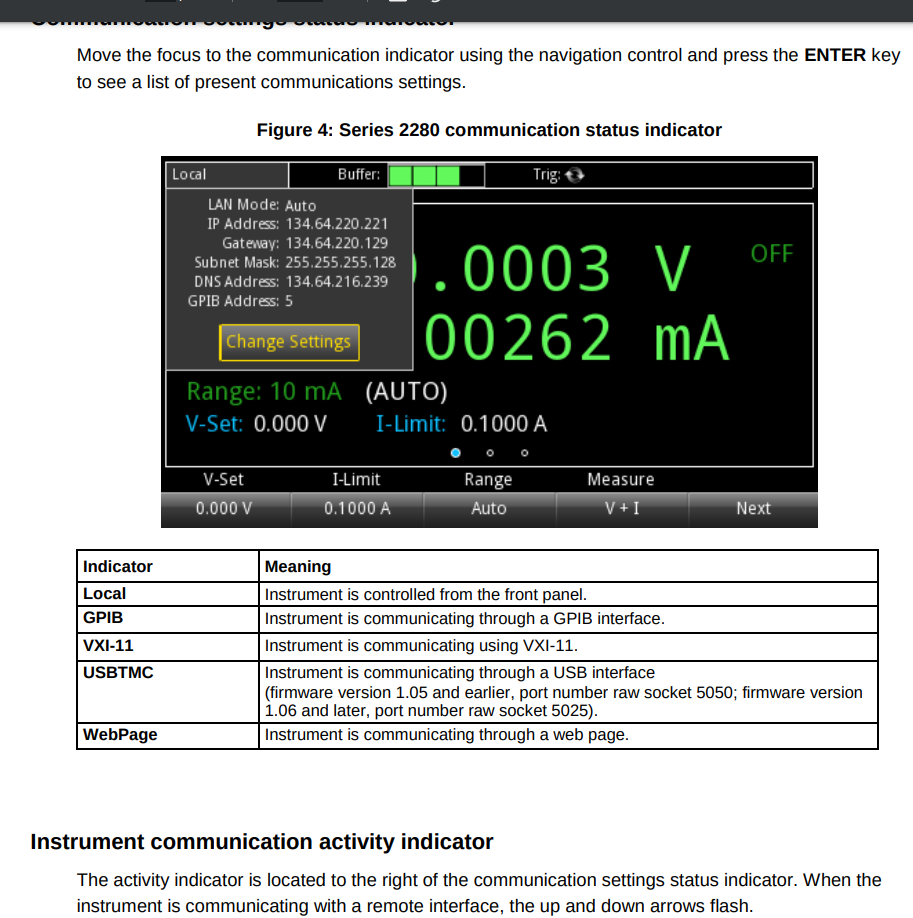 Communication settings status indicator
Move the focus to the communication indicator using the navigation control and press the ENTER key
to see a list of present communications settings.
Figure 4: Series 2280 communication status indicator
Local Buffer: Trig:
LAN Mode: Auto
IP Address: 134.64.220.221
Gateway: 134.64.220.129
Subnet Mask: 255.255.255.128
DNS Address: 134.64.216.239
GPIB Address: 5
Change Settings
.0003 V OFF
00262 mA
Range: 10 mA (AUTO)
V-Set: 0.000 V I-Limit: 0.1000 A
V-Set I-Limit Range Measure
0.000 V 0.1000 A Auto V + I Next
Indicator Meaning
Local Instrument is controlled from the front panel.
GPIB Instrument is communicating through a GPIB interface.
VXI-11 Instrument is communicating using VXI-11.
USBTMC Instrument is communicating through a USB interface
(firmware version 1.05 and earlier, port number raw socket 5050; firmware version
1.06 and later, port number raw socket 5025).
WebPage Instrument is communicating through a web page.
Instrument communication activity indicator
The activity indicator is located to the right of the communication settings status indicator. When the
instrument is communicating with a remote interface, the up and down arrows flash.